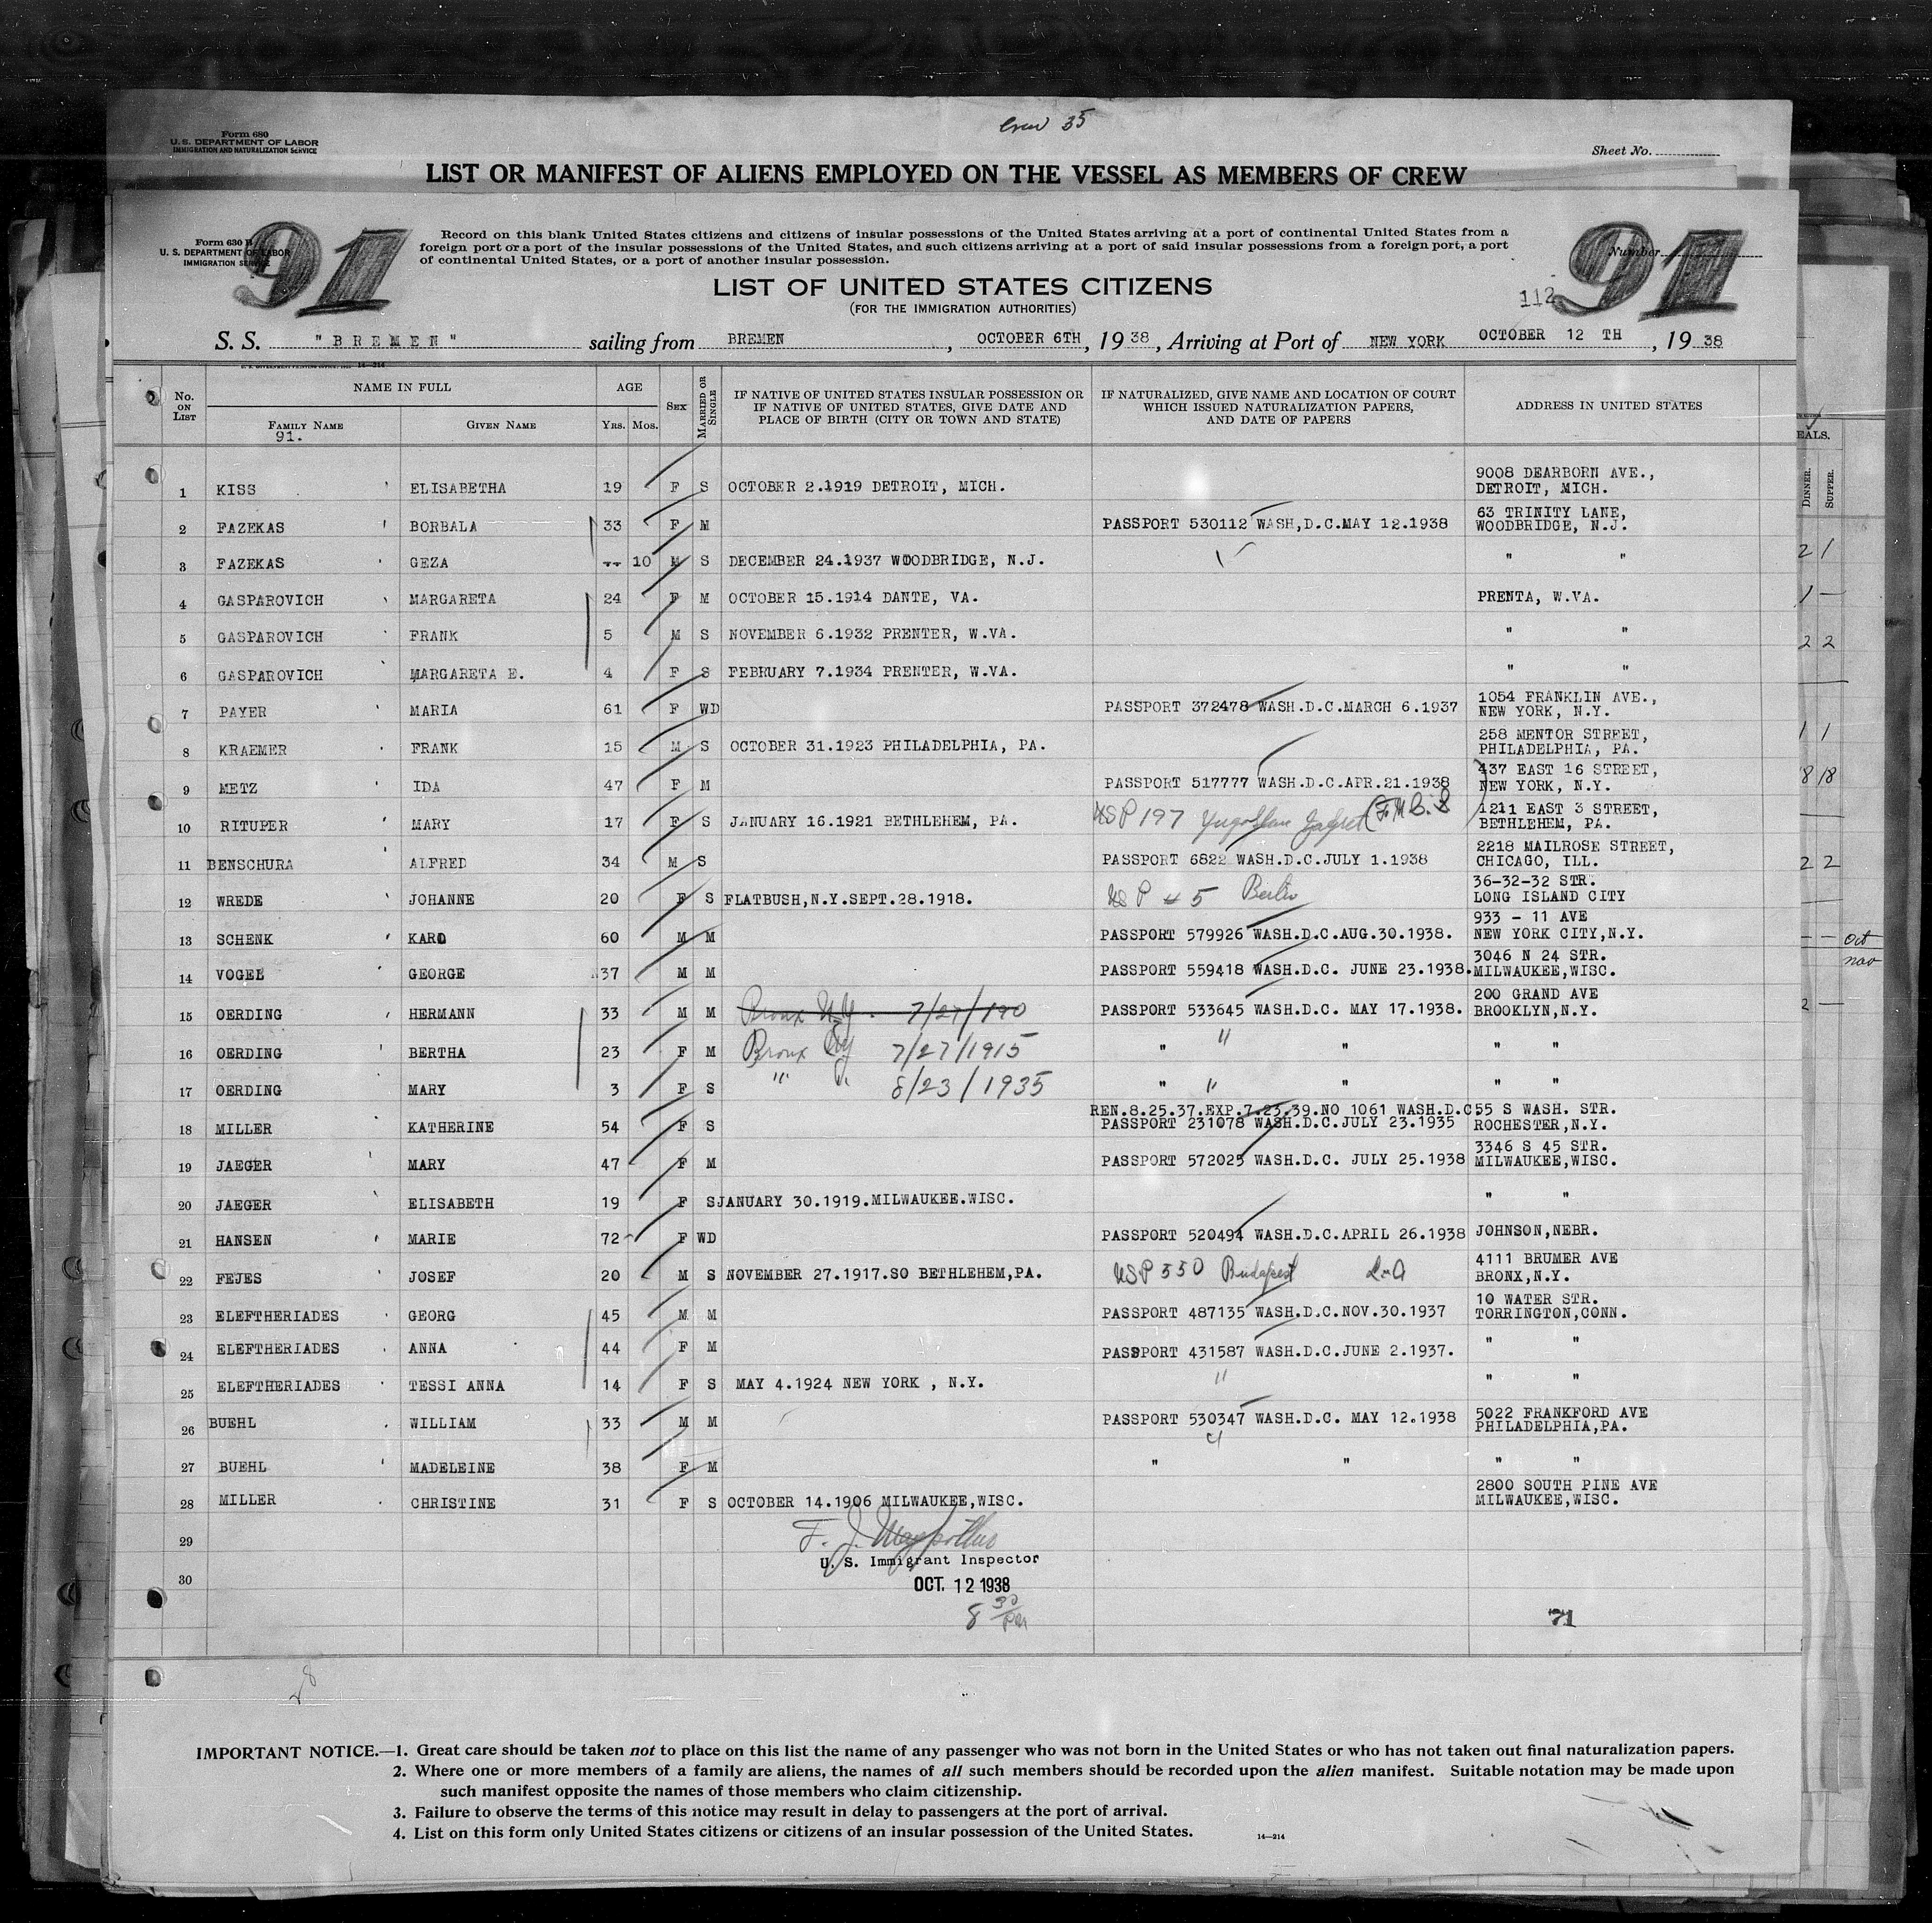 Crew 35
Form 680
U. S. DEPARTMENT OF LABOR
IMMIGRATION AND NATURALIZATION SERVICE
Sheet No.
LIST OR MANIFEST OF ALIENS EMPLOYED ON THE VESSEL AS MEMBERS OF CREW
91
91
Form 630 B
U. S. DEPARTMENT OF LABOR
IMMIGRATION SERVICE
Number
Record on this blank United States citizens and citizens of insular possessions of the United States arriving at a port of continental United States from a
foreign port or a port of the insular possessions of the United States, and such citizens arriving at a port of said insular possessions from a foreign port, a port
of continental United States, or a port of another insular possession.
LIST OF UNITED STATES CITIZENS
(FOR THE IMMIGRATION AUTHORITIES)
112
S. S. "BREMEN" sailing from BREMEN, OCTOBER 6TH, 1938, Arriving at Port of NEW YORK OCTOBER 12 TH, 1938
No. ON LIST
NAME IN FULL
FAMILY NAME
91.
GIVEN NAME
AGE
YRS. MOS.
SEX
MARRIED OR SINGLE
IF NATIVE OF UNITED STATES INSULAR POSSESSION OR
IF NATIVE OF UNITED STATES, GIVE DATE AND
PLACE OF BIRTH (CITY OR TOWN AND STATE)
IF NATURALIZED, GIVE NAME AND LOCATION OF COURT
WHICH ISSUED NATURALIZATION PAPERS,
AND DATE OF PAPERS
ADDRESS IN UNITED STATES
EALS.
DINNER. SUPPER.
9008 DEARBORN AVE.,
1 KISS ELISABETHA 19 F S OCTOBER 2.1919 DETROIT, MICH. DETROIT, MICH.
63 TRINITY LANE,
2 FAZEKAS BORBALA 33 F M PASSPORT 530112 WASH,D.C.MAY 12.1938 WOODBRIDGE, N.J.
3 FAZEKAS GEZA -- 10 M S DECEMBER 24.1937 WOODBRIDGE, N.J. " "
4 GASPAROVICH MARGARETA 24 F M OCTOBER 15.1914 DANTE, VA. PRENTA, W.VA.
5 GASPAROVICH FRANK 5 M S NOVEMBER 6.1932 PRENTER, W.VA. " "
6 GASPAROVICH MARGARETA E. 4 F S FEBRUARY 7.1934 PRENTER, W.VA. " "
1054 FRANKLIN AVE.,
7 PAYER MARIA 61 F WD PASSPORT 372478 WASH.D.C.MARCH 6.1937 NEW YORK, N.Y.
258 MENTOR STREET,
8 KRAEMER FRANK 15 M S OCTOBER 31.1923 PHILADELPHIA, PA. PHILADELPHIA, PA.
437 EAST 16 STREET,
9 METZ IDA 47 F M PASSPORT 517777 WASH.D.C.APR.21.1938 NEW YORK, N.Y.
1211 EAST 3 STREET,
10 RITUPER MARY 17 F S JANUARY 16.1921 BETHLEHEM, PA. USP 197 BETHLEHEM, PA.
2218 MAILROSE STREET,
11 BENSCHURA ALFRED 34 M S PASSPORT 6822 WASH.D.C.JULY 1.1938 CHICAGO, ILL.
36-32-32 STR.
12 WREDE JOHANNE 20 F S FLATBUSH,N.Y.SEPT.28.1918. US P # 5 Berlin LONG ISLAND CITY
933 - 11 AVE
13 SCHENK KARL 60 M M PASSPORT 579926 WASH.D.C.AUG.30.1938. NEW YORK CITY,N.Y.
3046 N 24 STR.
14 VOGEL GEORGE 37 M M PASSPORT 559418 WASH.D.C. JUNE 23.1938. MILWAUKEE,WISC.
200 GRAND AVE
15 OERDING HERMANN 33 M M Bronx N.Y. 7/27/190 PASSPORT 533645 WASH.D.C. MAY 17.1938. BROOKLYN,N.Y.
16 OERDING BERTHA 23 F M Bronx NY 7/27/1915 " " " " "
17 OERDING MARY 3 F S " " 8/23/1935 " " " " "
REN.8.25.37.EXP.7.23.39.NO 1061 WASH.D.C 55 S WASH. STR.
18 MILLER KATHERINE 54 F S PASSPORT 231078 WASH.D.C.JULY 23.1935 ROCHESTER,N.Y.
3346 S 45 STR.
19 JAEGER MARY 47 F M PASSPORT 572025 WASH.D.C. JULY 25.1938 MILWAUKEE,WISC.
20 JAEGER ELISABETH 19 F S JANUARY 30.1919.MILWAUKEE.WISC. " "
21 HANSEN MARIE 72 F WD PASSPORT 520494 WASH.D.C.APRIL 26.1938 JOHNSON,NEBR.
4111 BRUMER AVE
22 FEJES JOSEF 20 M S NOVEMBER 27.1917.SO BETHLEHEM,PA. USP 550 Budapest BRONX,N.Y.
10 WATER STR.
23 ELEFTHERIADES GEORG 45 M M PASSPORT 487135 WASH.D.C.NOV.30.1937 TORRINGTON,CONN.
24 ELEFTHERIADES ANNA 44 F M PASSPORT 431587 WASH.D.C.JUNE 2.1937. " "
25 ELEFTHERIADES TESSI ANNA 14 F S MAY 4.1924 NEW YORK , N.Y. " " "
26 BUEHL WILLIAM 33 M M PASSPORT 530347 WASH.D.C. MAY 12.1938 5022 FRANKFORD AVE
PHILADELPHIA,PA.
27 BUEHL MADELEINE 38 F M " " " "
2800 SOUTH PINE AVE
28 MILLER CHRISTINE 31 F S OCTOBER 14.1906 MILWAUKEE,WISC. MILWAUKEE,WISC.
29
U. S. Immigrant Inspector
30 OCT. 12 1938
8 30
71
28
Oct
nov
IMPORTANT NOTICE.—1. Great care should be taken not to place on this list the name of any passenger who was not born in the United States or who has not taken out final naturalization papers.
2. Where one or more members of a family are aliens, the names of all such members should be recorded upon the alien manifest. Suitable notation may be made upon
such manifest opposite the names of those members who claim citizenship.
3. Failure to observe the terms of this notice may result in delay to passengers at the port of arrival.
4. List on this form only United States citizens or citizens of an insular possession of the United States. 14—214